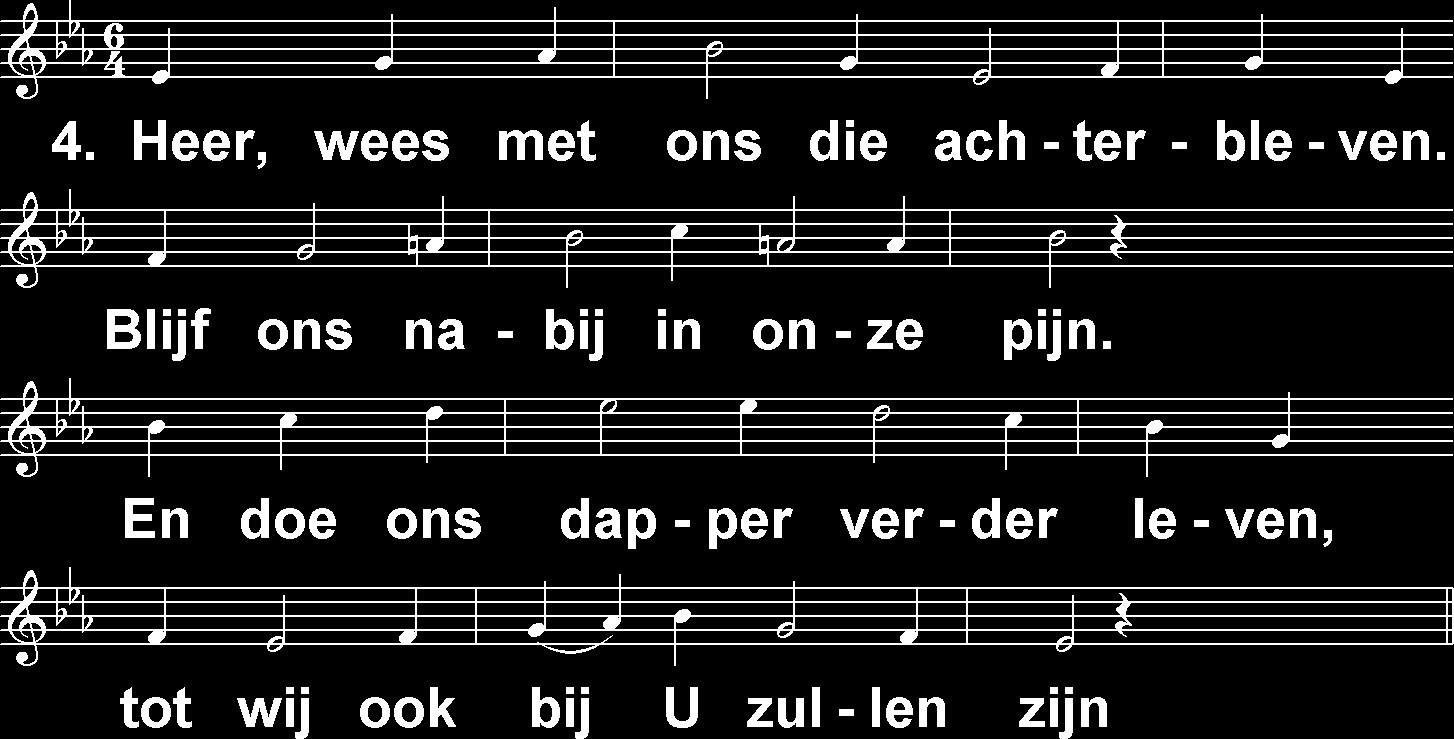 4. Heer, wees met ons die ach - ter - ble - ven.
Blijf ons na - bij in on - ze pijn.
En doe ons dap - per ver - der le - ven,
tot wij ook bij U zul - len zijn